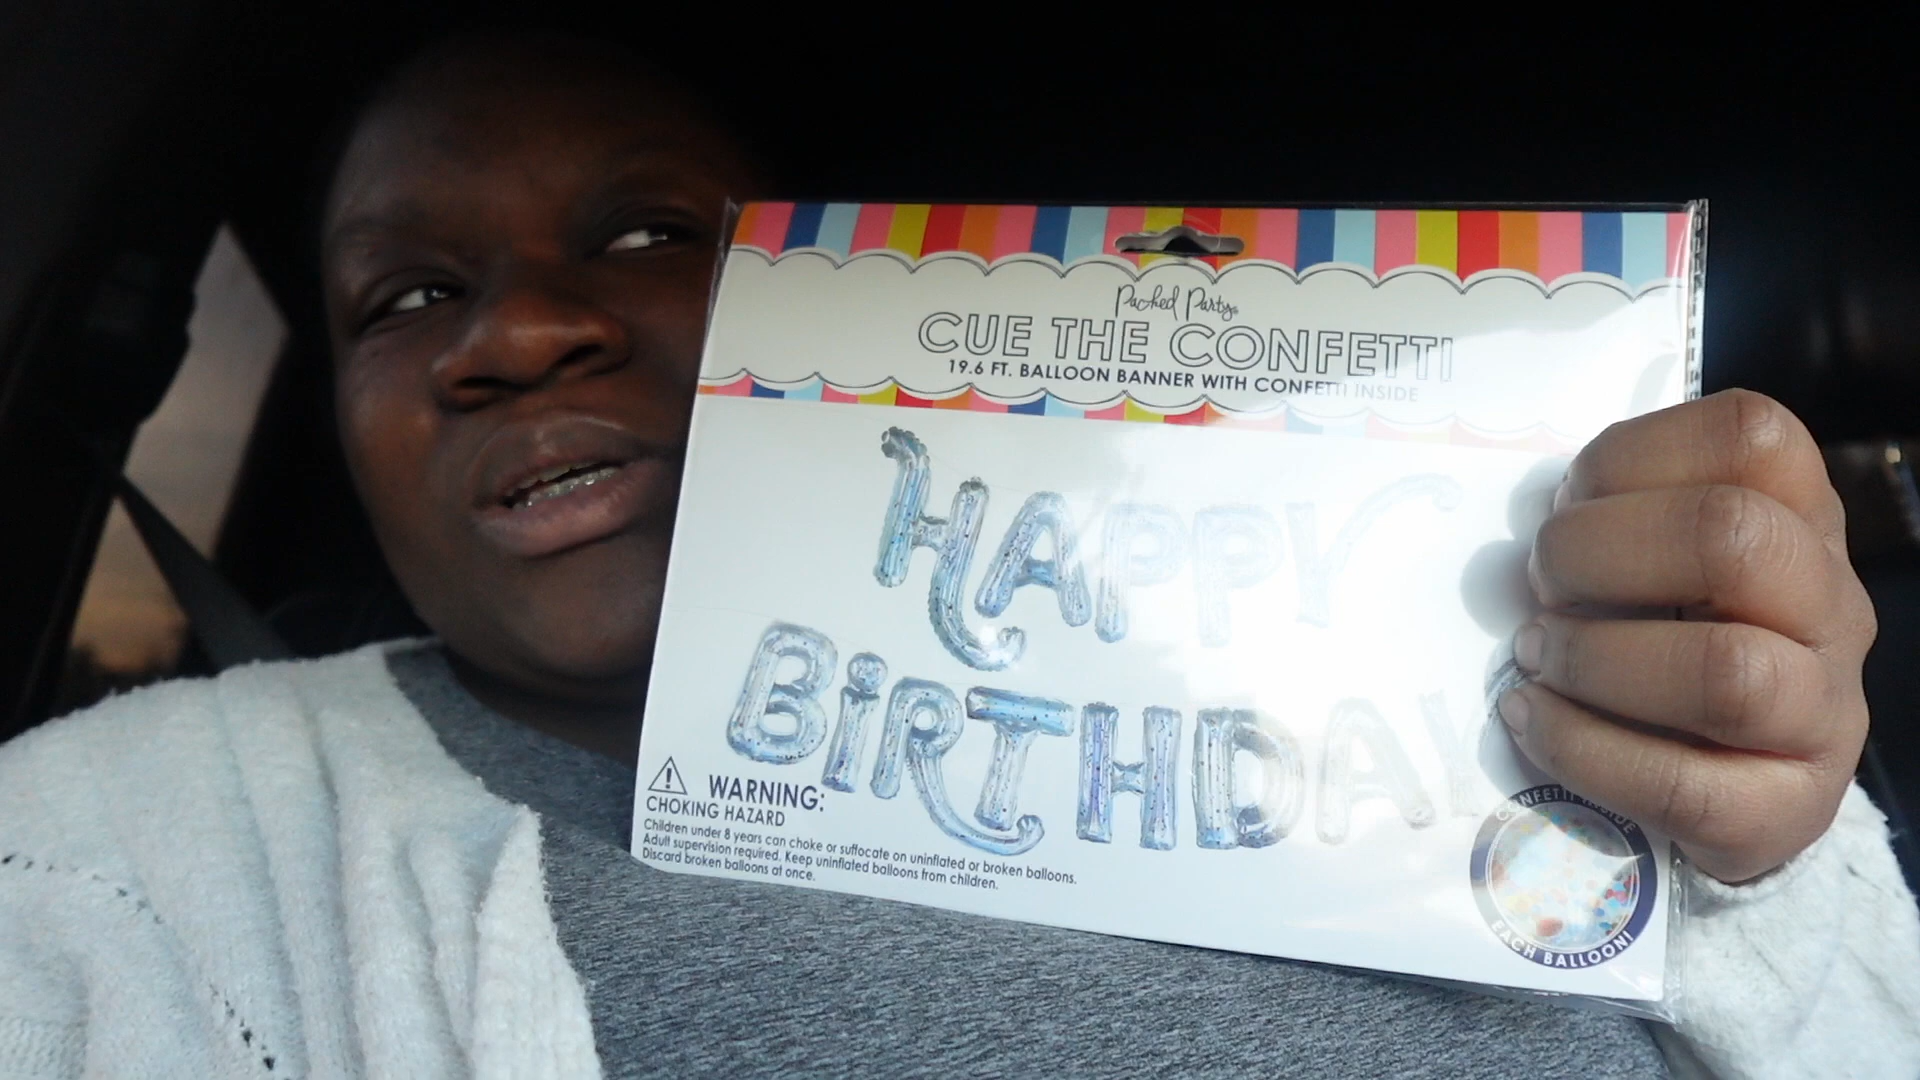 Packed Party®
CUE THE CONFETTI
19.6 FT. BALLOON BANNER WITH CONFETTI INSIDE
HAPPY
BiRTHDAY
WARNING:
CHOKING HAZARD
Children under 8 years can choke or suffocate on uninflated or broken balloons.
Adult supervision required. Keep uninflated balloons from children.
Discard broken balloons at once.
CONFETTI INSIDE
EACH BALLOON!